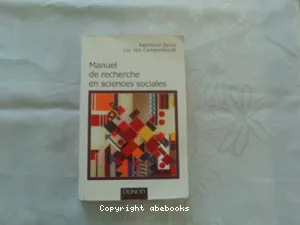 Raymond Quivy
Luc Van Campenhoudt
Manuel
de recherche
en sciences sociales
DUNOD
Copyright abebooks